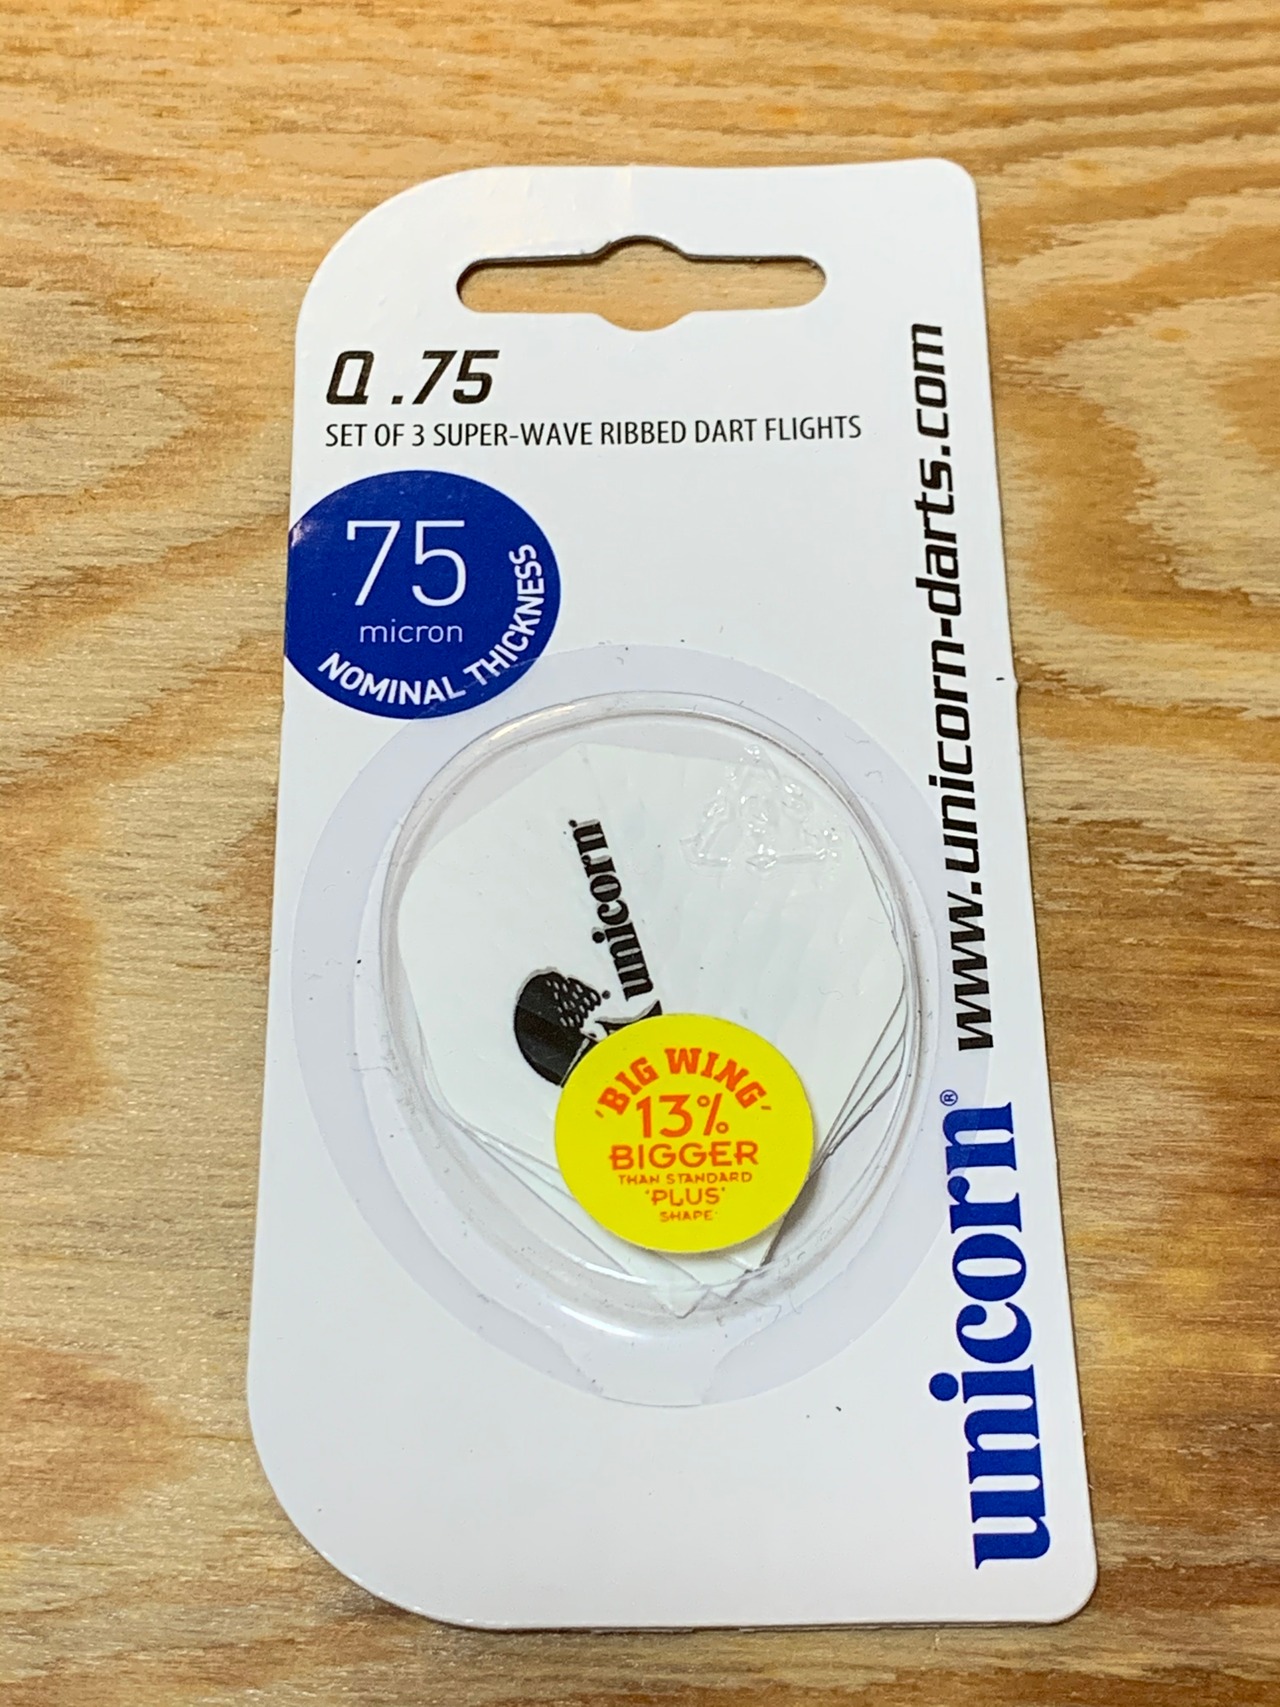 Q .75
SET OF 3 SUPER-WAVE RIBBED DART FLIGHTS
75
micron
NOMINAL THICKNESS
www.unicorn-darts.com
unicorn®
unicorn®
'BIG WING'
13%
BIGGER
THAN STANDARD
'PLUS'
SHAPE